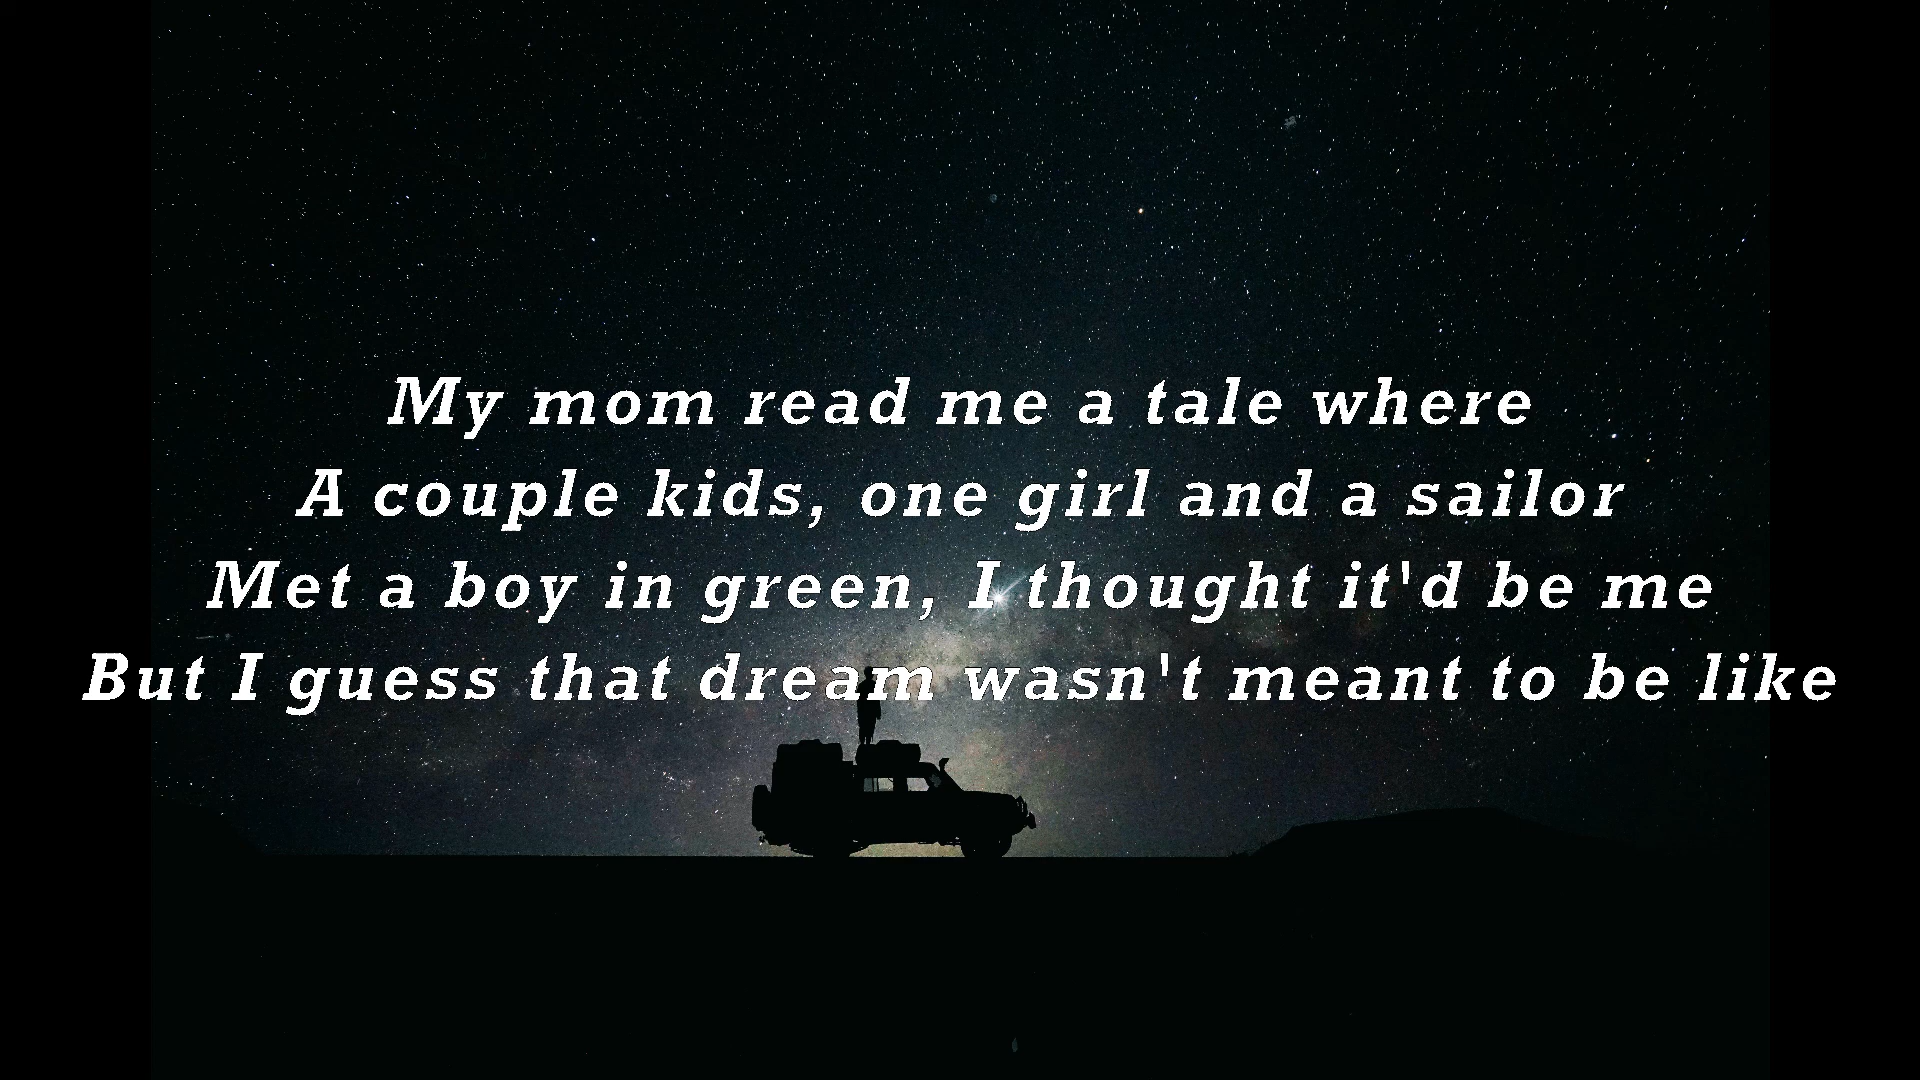 My mom read me a tale where
A couple kids, one girl and a sailor
Met a boy in green, I thought it'd be me
But I guess that dream wasn't meant to be like